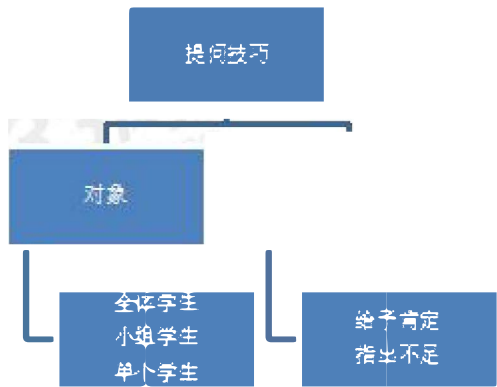 提问技巧
对象
全体学生
小组学生
单个学生
给予肯定
指出不足